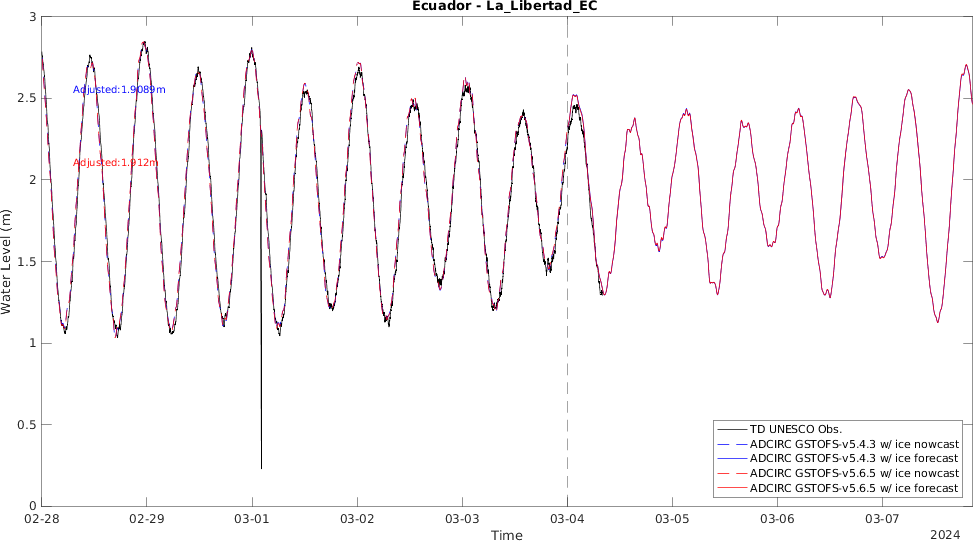 Ecuador - La_Libertad_EC
3
2.5
2
1.5
1
0.5
0
Water Level (m)
Adjusted:1.9089m
Adjusted:1.912m
TD UNESCO Obs.
ADCIRC GSTOFS-v5.4.3 w/ ice nowcast
ADCIRC GSTOFS-v5.4.3 w/ ice forecast
ADCIRC GSTOFS-v5.6.5 w/ ice nowcast
ADCIRC GSTOFS-v5.6.5 w/ ice forecast
02-28 02-29 03-01 03-02 03-03 03-04 03-05 03-06 03-07
Time
2024